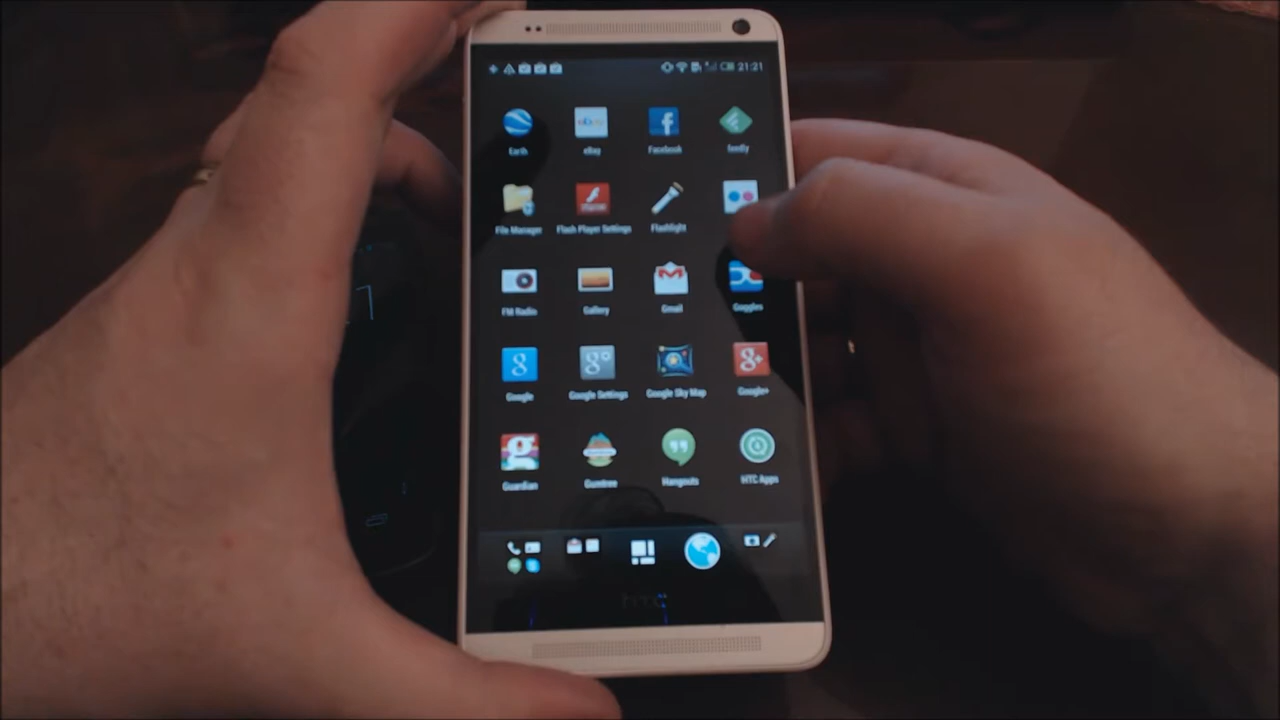 21:21
Earth eBay Facebook feedly
File Manager Flash Player Settings Flashlight
FM Radio Gallery Gmail Goggles
Google Google Settings Google Sky Map Google+
Guardian Gumtree Hangouts HTC Apps
hTC